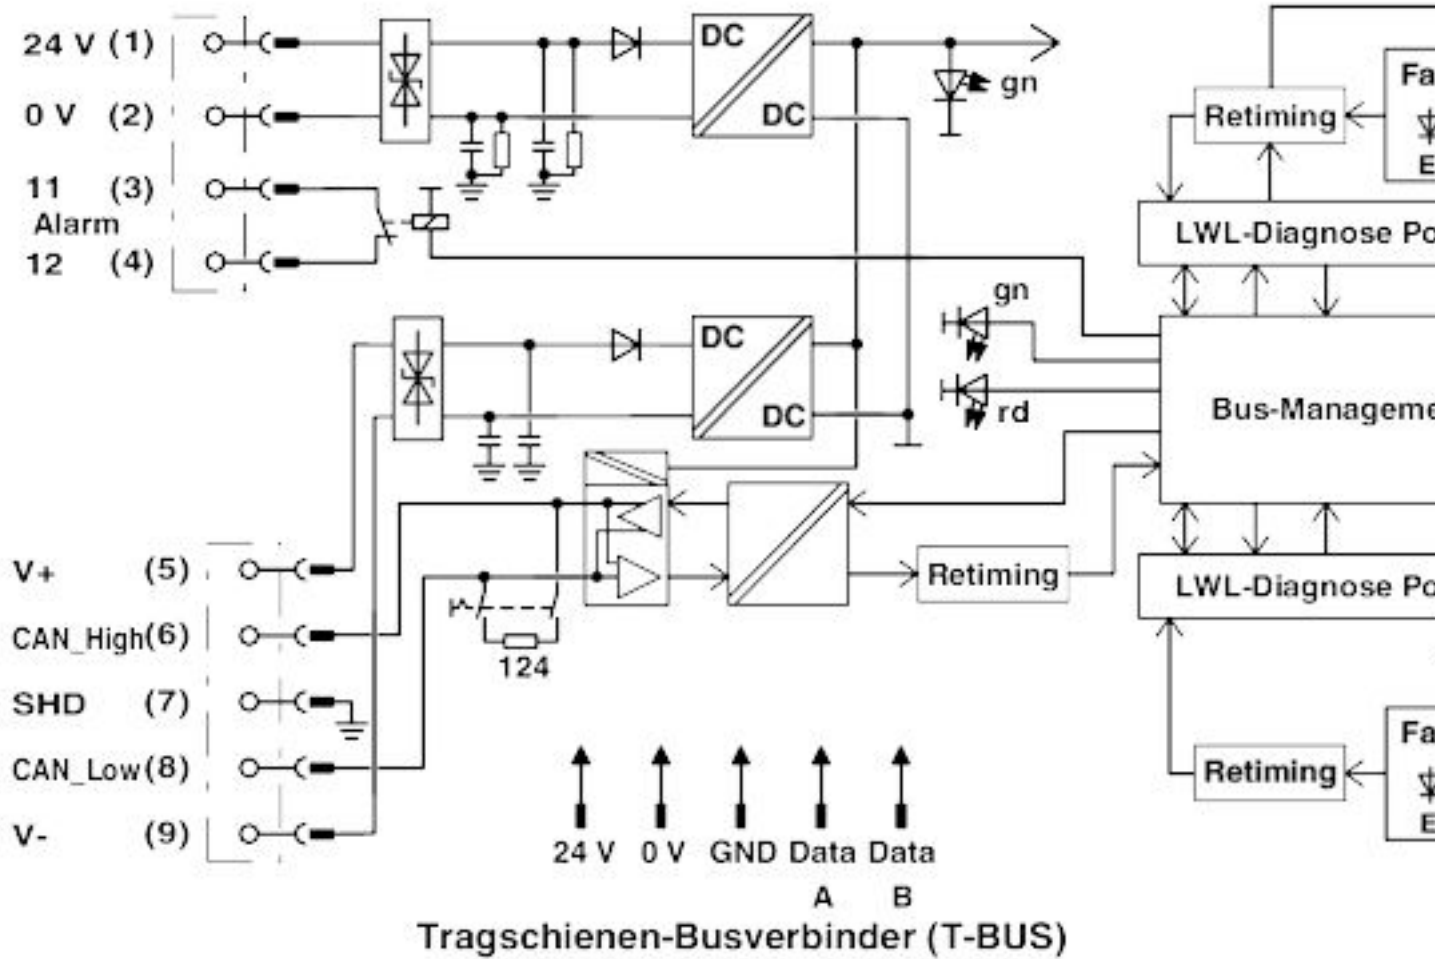 24 V (1)
0 V (2)
11 (3)
Alarm
12 (4)
DC
DC
gn
Retiming
Fa
E
LWL-Diagnose Po
gn
rd
DC
DC
Bus-Manageme
Retiming
LWL-Diagnose Po
V+ (5)
CAN_High(6)
SHD (7)
CAN_Low(8)
V- (9)
124
Retiming
Fa
E
24 V 0 V GND Data Data
A B
Tragschienen-Busverbinder (T-BUS)